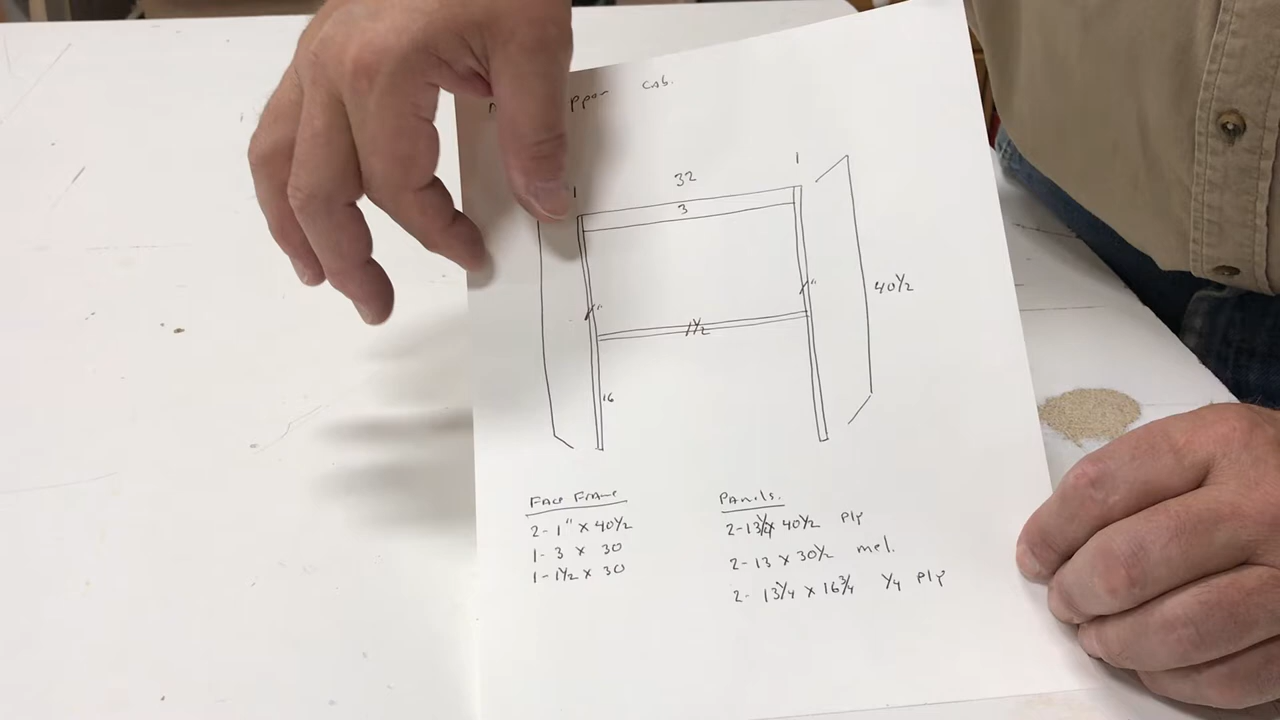 cab.
1
32
1
3
1"
1"
40½
1½
16
Face Frame
2- 1" x 40½
1- 3 x 30
1- 1½ x 30
Panels.
2- 13¼ x 40½ ply
2- 13 x 30½ mel.
2- 13¼ x 16¾ ¼ ply